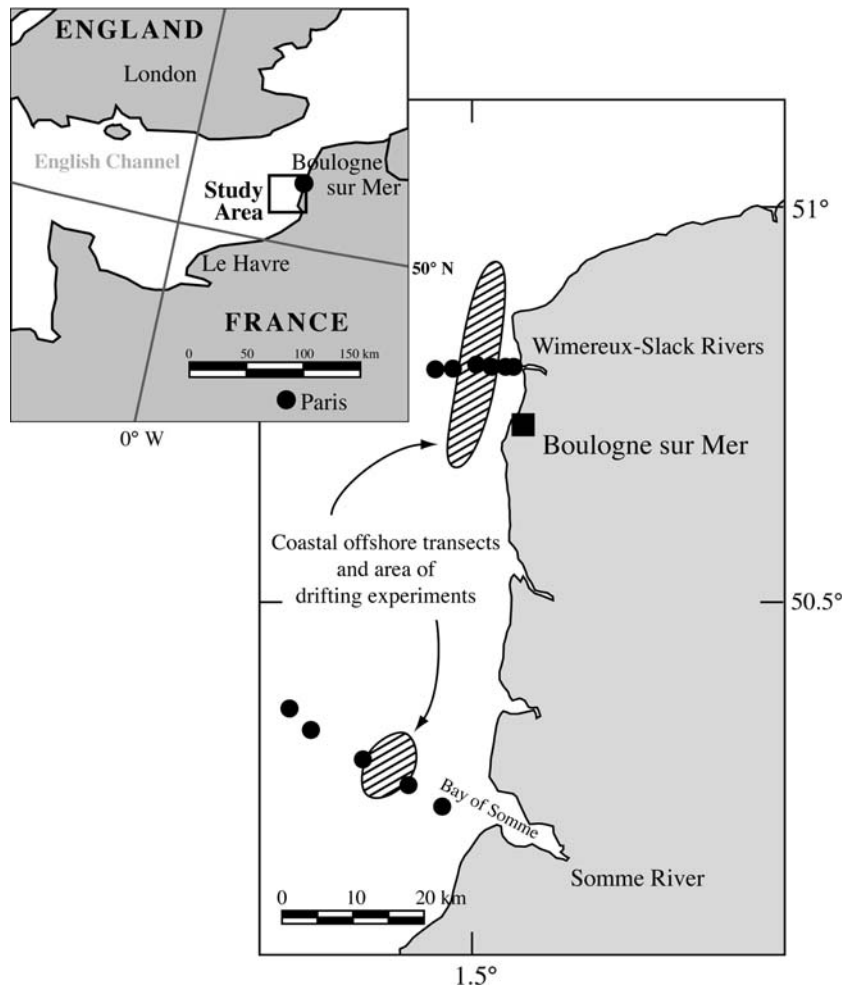 ENGLAND
London
English Channel
Boulogne
sur Mer
Study
Area
Le Havre
50° N
FRANCE
0 50 100 150 km
Paris
0° W
51°
Wimereux-Slack Rivers
Boulogne sur Mer
Coastal offshore transects
and area of
drifting experiments
50.5°
Bay of Somme
Somme River
0 10 20 km
1.5°